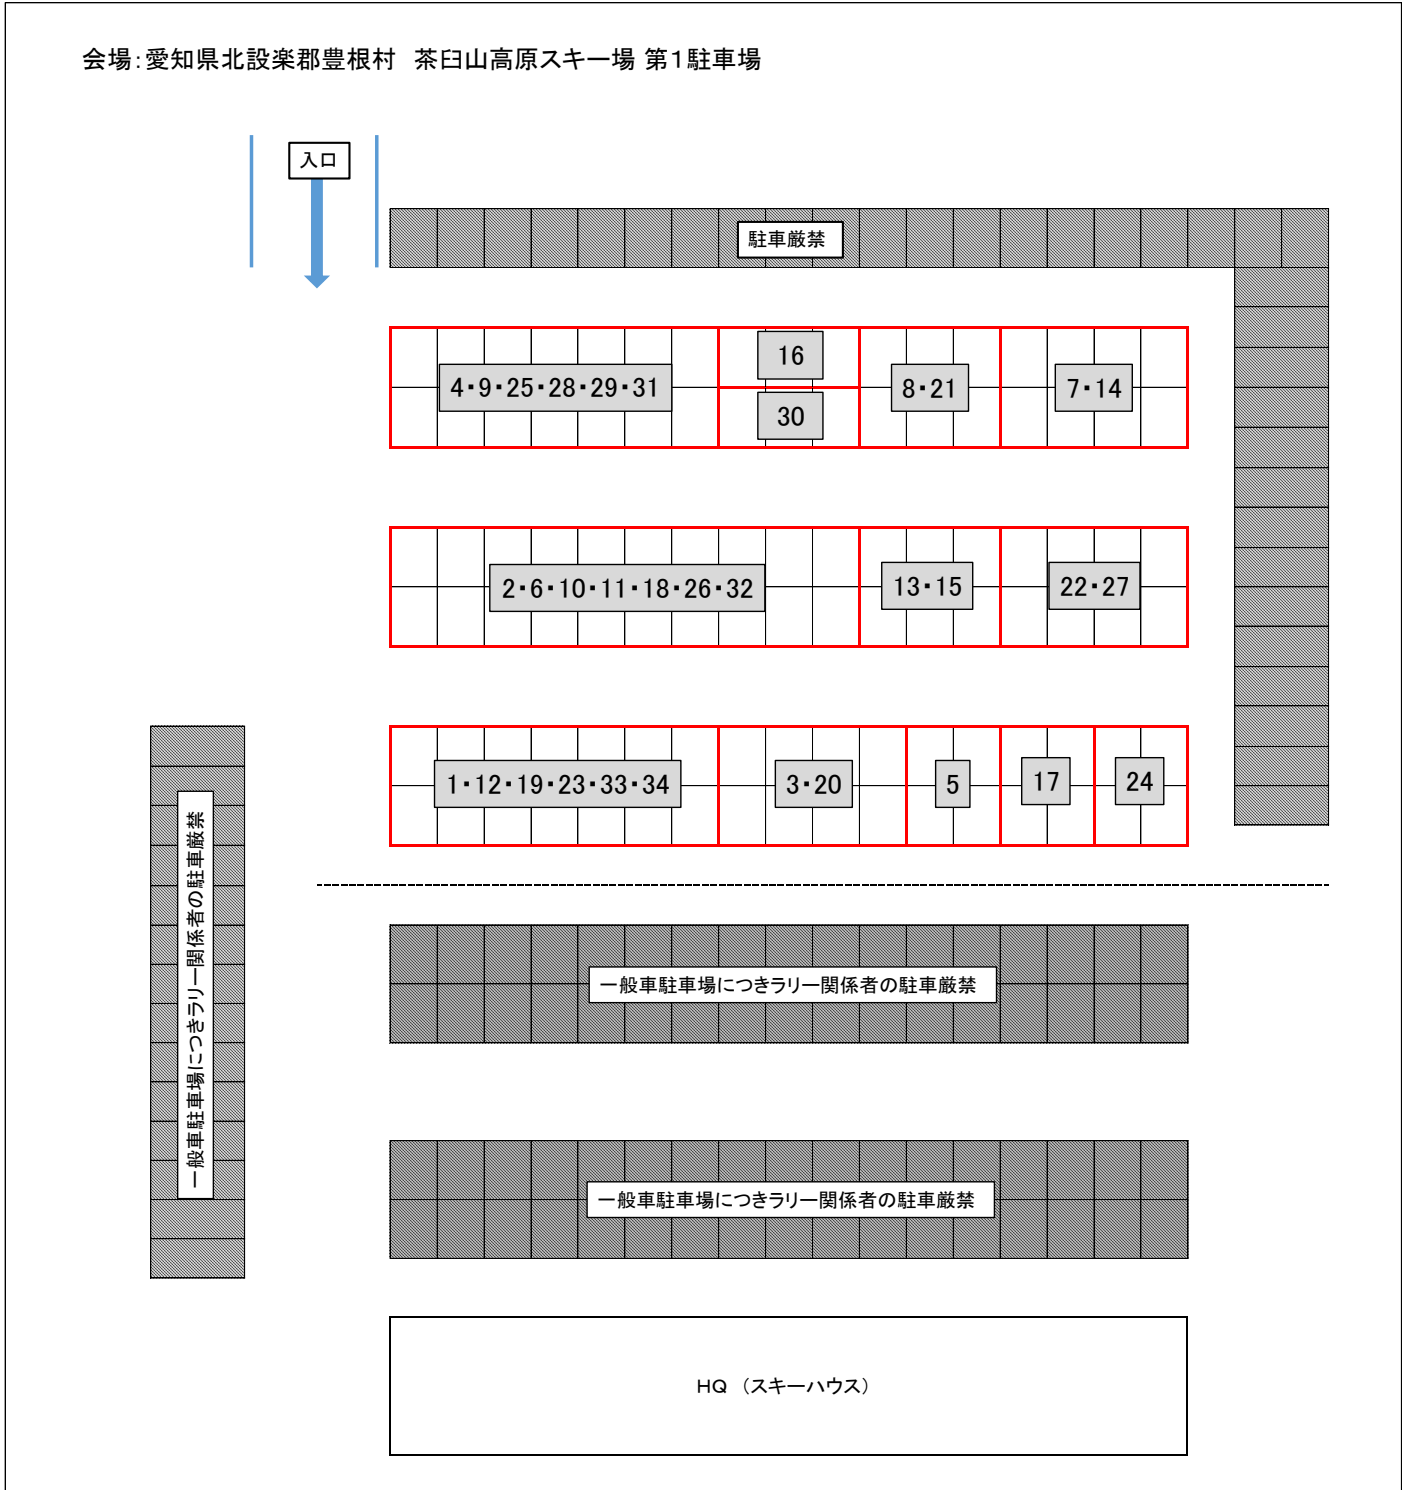 会場：愛知県北設楽郡豊根村　茶臼山高原スキー場 第１駐車場
入口
駐車厳禁
4・9・25・28・29・31
16
30
8・21
7・14
2・6・10・11・18・26・32
13・15
22・27
1・12・19・23・33・34
3・20
5
17
24
一般車駐車場につきラリー関係者の駐車厳禁
一般車駐車場につきラリー関係者の駐車厳禁
一般車駐車場につきラリー関係者の駐車厳禁
HQ （スキーハウス）